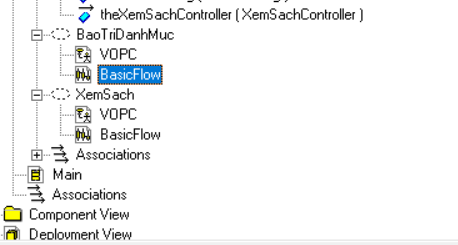 theXemSachController ( XemSachController )
BaoTriDanhMuc
VOPC
BasicFlow
XemSach
VOPC
BasicFlow
Associations
Main
Associations
Component View
Deployment View